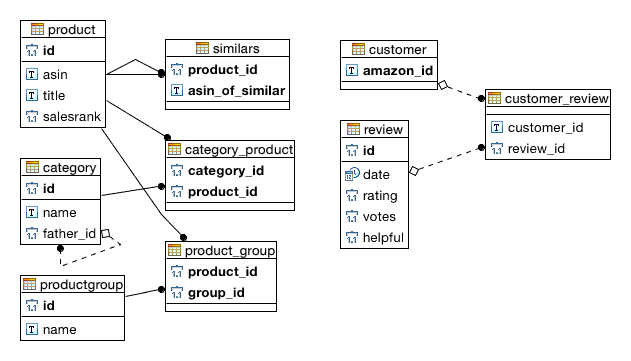 product
id
asin
title
salesrank
similars
product_id
asin_of_similar
category_product
category_id
product_id
category
id
name
father_id
product_group
product_id
group_id
productgroup
id
name
customer
amazon_id
customer_review
customer_id
review_id
review
id
date
rating
votes
helpful